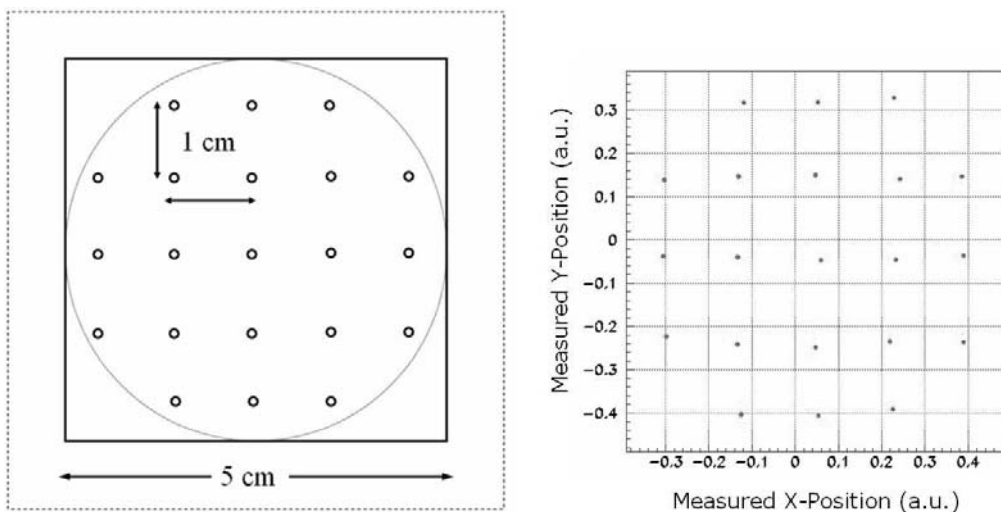 1 cm
5 cm
Measured Y-Position (a.u.)
0.3
0.2
0.1
0
−0.1
−0.2
−0.3
−0.4
−0.3 −0.2 −0.1 0 0.1 0.2 0.3 0.4
Measured X-Position (a.u.)